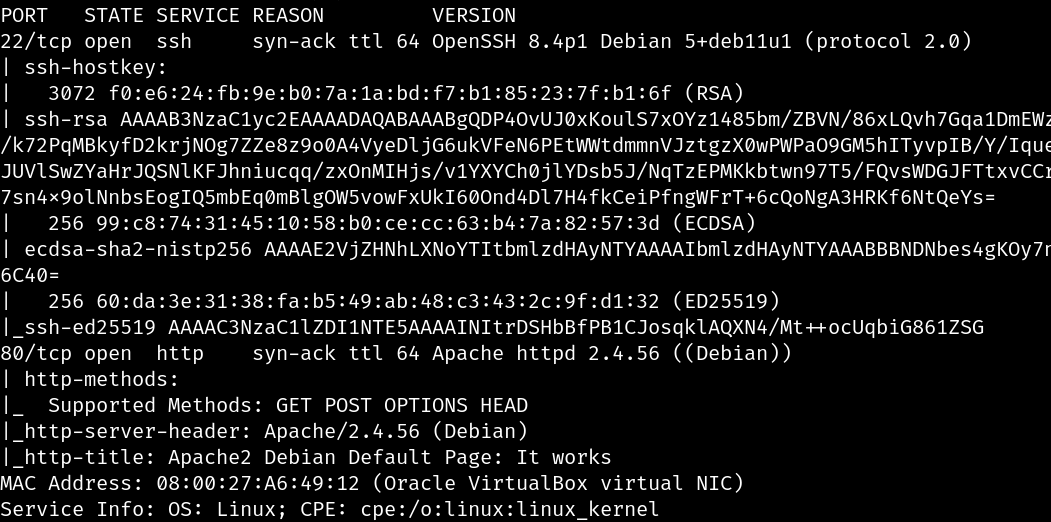 PORT   STATE SERVICE REASON         VERSION
22/tcp open  ssh     syn-ack ttl 64 OpenSSH 8.4p1 Debian 5+deb11u1 (protocol 2.0)
| ssh-hostkey:
|   3072 f0:e6:24:fb:9e:b0:7a:1a:bd:f7:b1:85:23:7f:b1:6f (RSA)
| ssh-rsa AAAAB3NzaC1yc2EAAAADAQABAAABgQDP4OvUJ0xKoulS7xOYz1485bm/ZBVN/86xLQvh7Gqa1DmEWz
/k72PqMBkyfD2krjNOg7ZZe8z9o0A4VyeDljG6ukVFeN6PEtWWtdmmnVJztgzX0wPWPaO9GM5hITyvpIB/Y/Ique
JUVlSwZYaHrJQSNlKFJhniucqq/zxOnMIHjs/v1YXYCh0jlYDsb5J/NqTzEPMKkbtwn97T5/FQvsWDGJFTtxvCCr
7sn4×9olNnbsEogIQ5mbEq0mBlgOW5vowFxUkI60Ond4Dl7H4fkCeiPfngWFrT+6cQoNgA3HRKf6NtQeYs=
|   256 99:c8:74:31:45:10:58:b0:ce:cc:63:b4:7a:82:57:3d (ECDSA)
| ecdsa-sha2-nistp256 AAAAE2VjZHNhLXNoYTItbmlzdHAyNTYAAAAIbmlzdHAyNTYAAABBBNDNbes4gKOy7n
6C40=
|   256 60:da:3e:31:38:fa:b5:49:ab:48:c3:43:2c:9f:d1:32 (ED25519)
|_ssh-ed25519 AAAAC3NzaC1lZDI1NTE5AAAAINItrDSHbBfPB1CJosqklAQXN4/Mt++ocUqbiG861ZSG
80/tcp open  http    syn-ack ttl 64 Apache httpd 2.4.56 ((Debian))
| http-methods:
|_  Supported Methods: GET POST OPTIONS HEAD
|_http-server-header: Apache/2.4.56 (Debian)
|_http-title: Apache2 Debian Default Page: It works
MAC Address: 08:00:27:A6:49:12 (Oracle VirtualBox virtual NIC)
Service Info: OS: Linux; CPE: cpe:/o:linux:linux_kernel